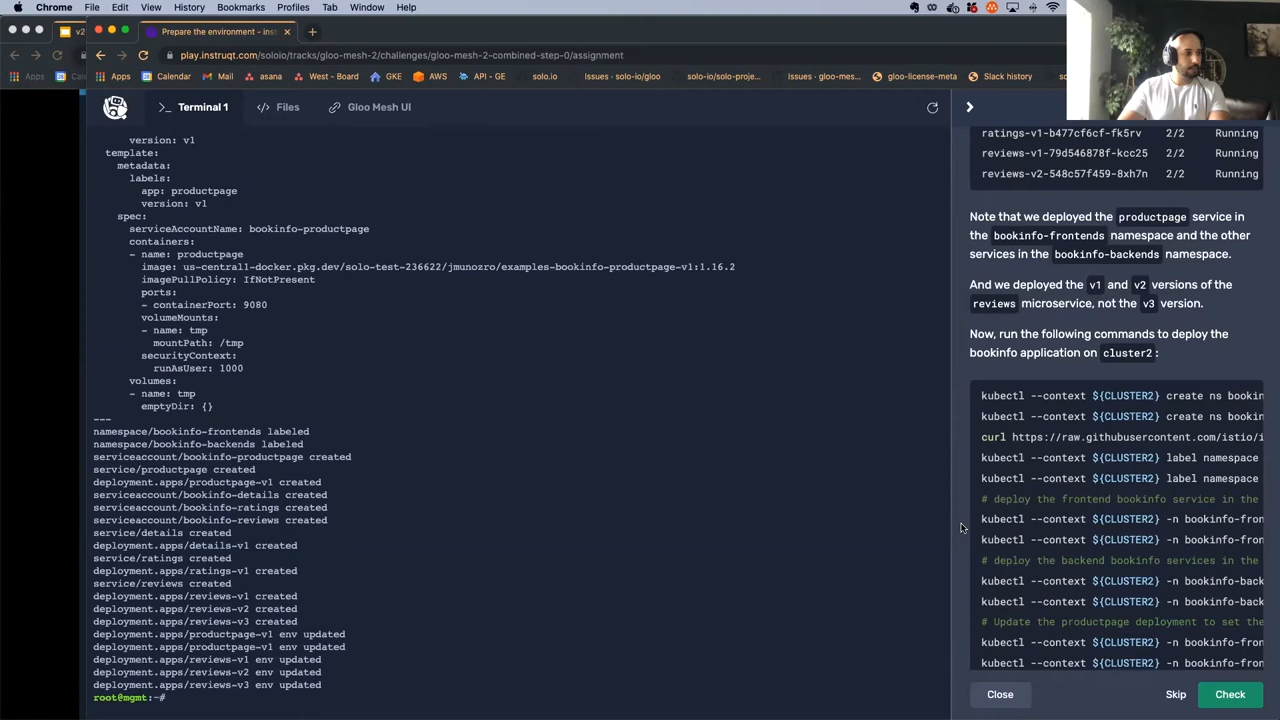 Chrome File Edit View History Bookmarks Profiles Tab Window Help
v2
Prepare the environment - inst
play.instruqt.com/soloio/tracks/gloo-mesh-2/challenges/gloo-mesh-2-combined-step-0/assignment
Apps
Apps Calendar Mail asana West - Board GKE AWS API - GE solo.io Issues · solo-io/gloo solo-io/solo-proje... Issues · gloo-mes... gloo-license-meta Slack history
Terminal 1 Files Gloo Mesh UI
version: v1
template:
metadata:
labels:
app: productpage
version: v1
spec:
serviceAccountName: bookinfo-productpage
containers:
- name: productpage
image: us-central1-docker.pkg.dev/solo-test-236622/jmunozro/examples-bookinfo-productpage-v1:1.16.2
imagePullPolicy: IfNotPresent
ports:
- containerPort: 9080
volumeMounts:
- name: tmp
mountPath: /tmp
securityContext:
runAsUser: 1000
volumes:
- name: tmp
emptyDir: {}
---
namespace/bookinfo-frontends labeled
namespace/bookinfo-backends labeled
serviceaccount/bookinfo-productpage created
service/productpage created
deployment.apps/productpage-v1 created
serviceaccount/bookinfo-details created
serviceaccount/bookinfo-ratings created
serviceaccount/bookinfo-reviews created
service/details created
deployment.apps/details-v1 created
service/ratings created
deployment.apps/ratings-v1 created
service/reviews created
deployment.apps/reviews-v1 created
deployment.apps/reviews-v2 created
deployment.apps/reviews-v3 created
deployment.apps/productpage-v1 env updated
deployment.apps/productpage-v1 env updated
deployment.apps/reviews-v1 env updated
deployment.apps/reviews-v2 env updated
deployment.apps/reviews-v3 env updated
root@mgmt:~#
ratings-v1-b477cf6cf-fk5rv 2/2 Running
reviews-v1-79d546878f-kcc25 2/2 Running
reviews-v2-548c57f459-8xh7n 2/2 Running
Note that we deployed the productpage service in
the bookinfo-frontends namespace and the other
services in the bookinfo-backends namespace.
And we deployed the v1 and v2 versions of the
reviews microservice, not the v3 version.
Now, run the following commands to deploy the
bookinfo application on cluster2:
kubectl --context ${CLUSTER2} create ns bookin
kubectl --context ${CLUSTER2} create ns bookin
curl https://raw.githubusercontent.com/istio/i
kubectl --context ${CLUSTER2} label namespace
kubectl --context ${CLUSTER2} label namespace
# deploy the frontend bookinfo service in the
kubectl --context ${CLUSTER2} -n bookinfo-fron
kubectl --context ${CLUSTER2} -n bookinfo-fron
# deploy the backend bookinfo services in the
kubectl --context ${CLUSTER2} -n bookinfo-back
kubectl --context ${CLUSTER2} -n bookinfo-back
# Update the productpage deployment to set the
kubectl --context ${CLUSTER2} -n bookinfo-fron
kubectl --context ${CLUSTER2} -n bookinfo-fron
Close Skip Check